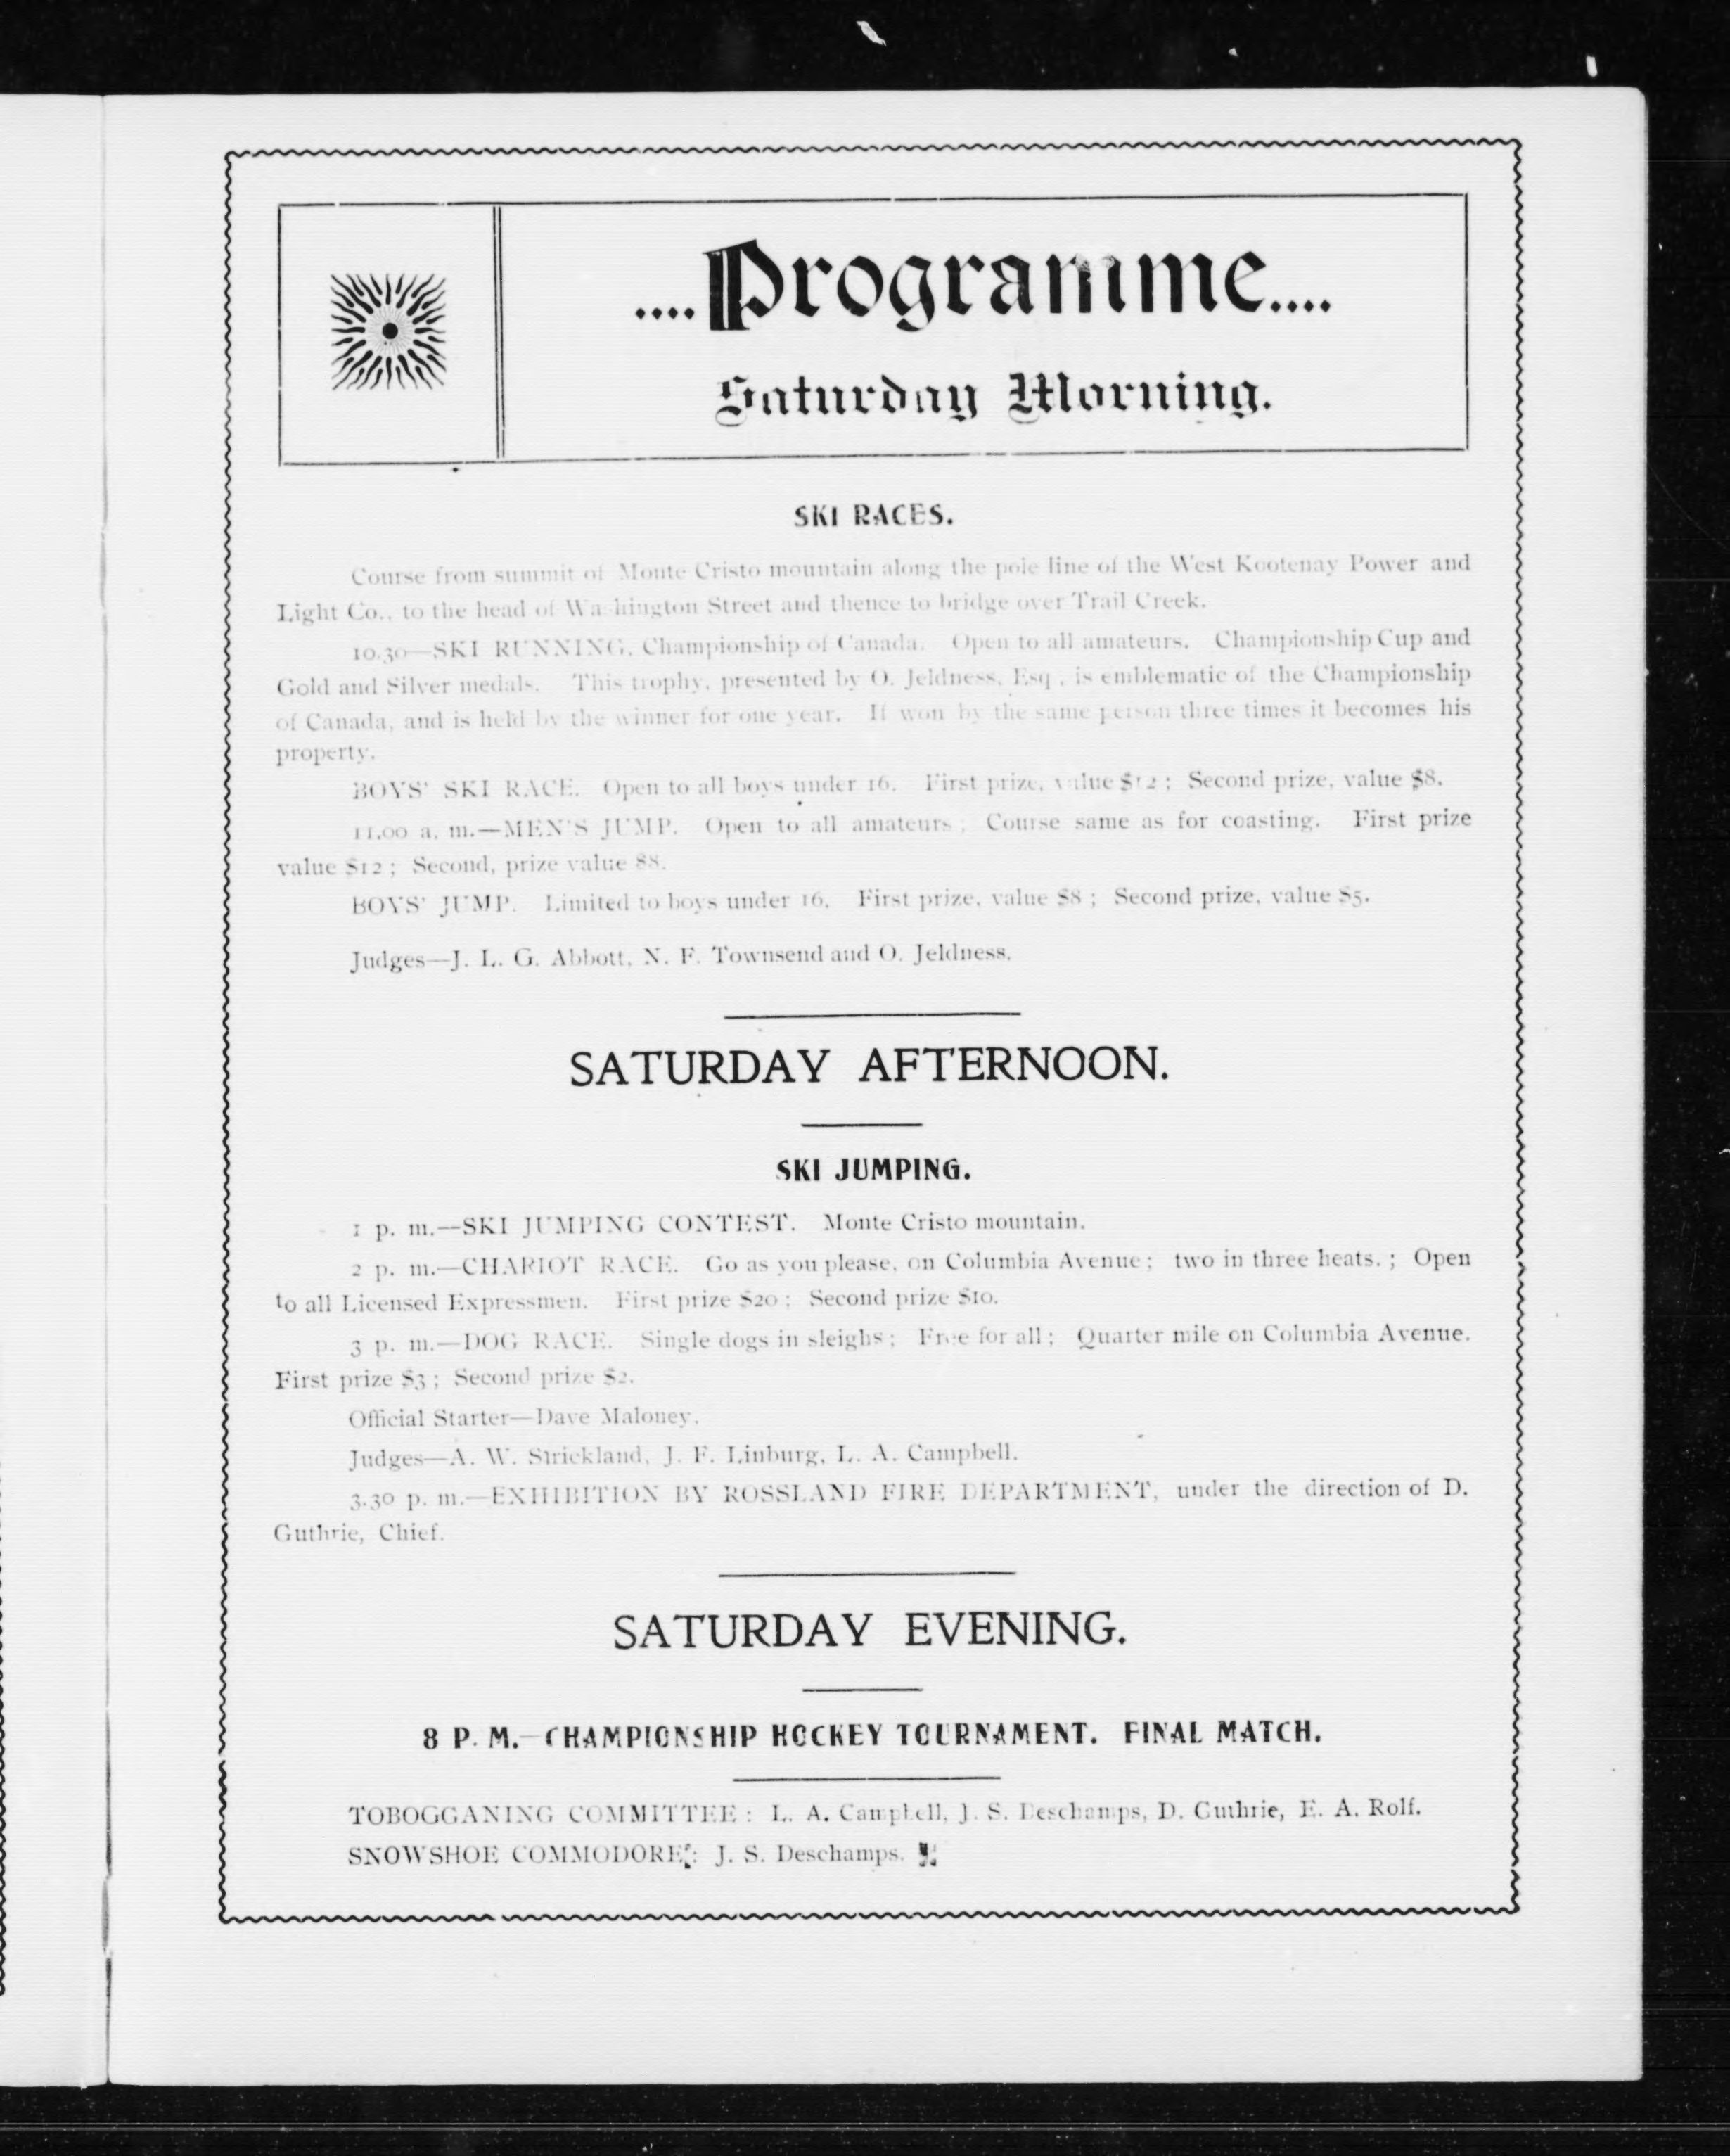 ....Programme....
Saturday Morning.
SKI RACES.
Course from summit of Monte Cristo mountain along the pole line of the West Kootenay Power and
Light Co., to the head of Washington Street and thence to bridge over Trail Creek.
10.30—SKI RUNNING, Championship of Canada. Open to all amateurs. Championship Cup and
Gold and Silver medals. This trophy, presented by O. Jeldness, Esq., is emblematic of the Championship
of Canada, and is held by the winner for one year. If won by the same person three times it becomes his
property.
BOYS' SKI RACE. Open to all boys under 16. First prize, value $12; Second prize, value $8.
11.00 a. m.—MEN'S JUMP. Open to all amateurs; Course same as for coasting. First prize
value $12; Second, prize value $8.
BOYS' JUMP. Limited to boys under 16. First prize, value $8; Second prize, value $5.
Judges—J. L. G. Abbott, N. F. Townsend and O. Jeldness.
SATURDAY AFTERNOON.
SKI JUMPING.
1 p. m.—SKI JUMPING CONTEST. Monte Cristo mountain.
2 p. m.—CHARIOT RACE. Go as you please, on Columbia Avenue; two in three heats.; Open
to all Licensed Expressmen. First prize $20; Second prize $10.
3 p. m.—DOG RACE. Single dogs in sleighs; Free for all; Quarter mile on Columbia Avenue.
First prize $3; Second prize $2.
Official Starter—Dave Maloney.
Judges—A. W. Strickland, J. F. Linburg, L. A. Campbell.
3.30 p. m.—EXHIBITION BY ROSSLAND FIRE DEPARTMENT, under the direction of D.
Guthrie, Chief.
SATURDAY EVENING.
8 P. M.—CHAMPIONSHIP HOCKEY TOURNAMENT. FINAL MATCH.
TOBOGGANING COMMITTEE: L. A. Campbell, J. S. Deschamps, D. Guthrie, E. A. Rolf.
SNOWSHOE COMMODORE: J. S. Deschamps.